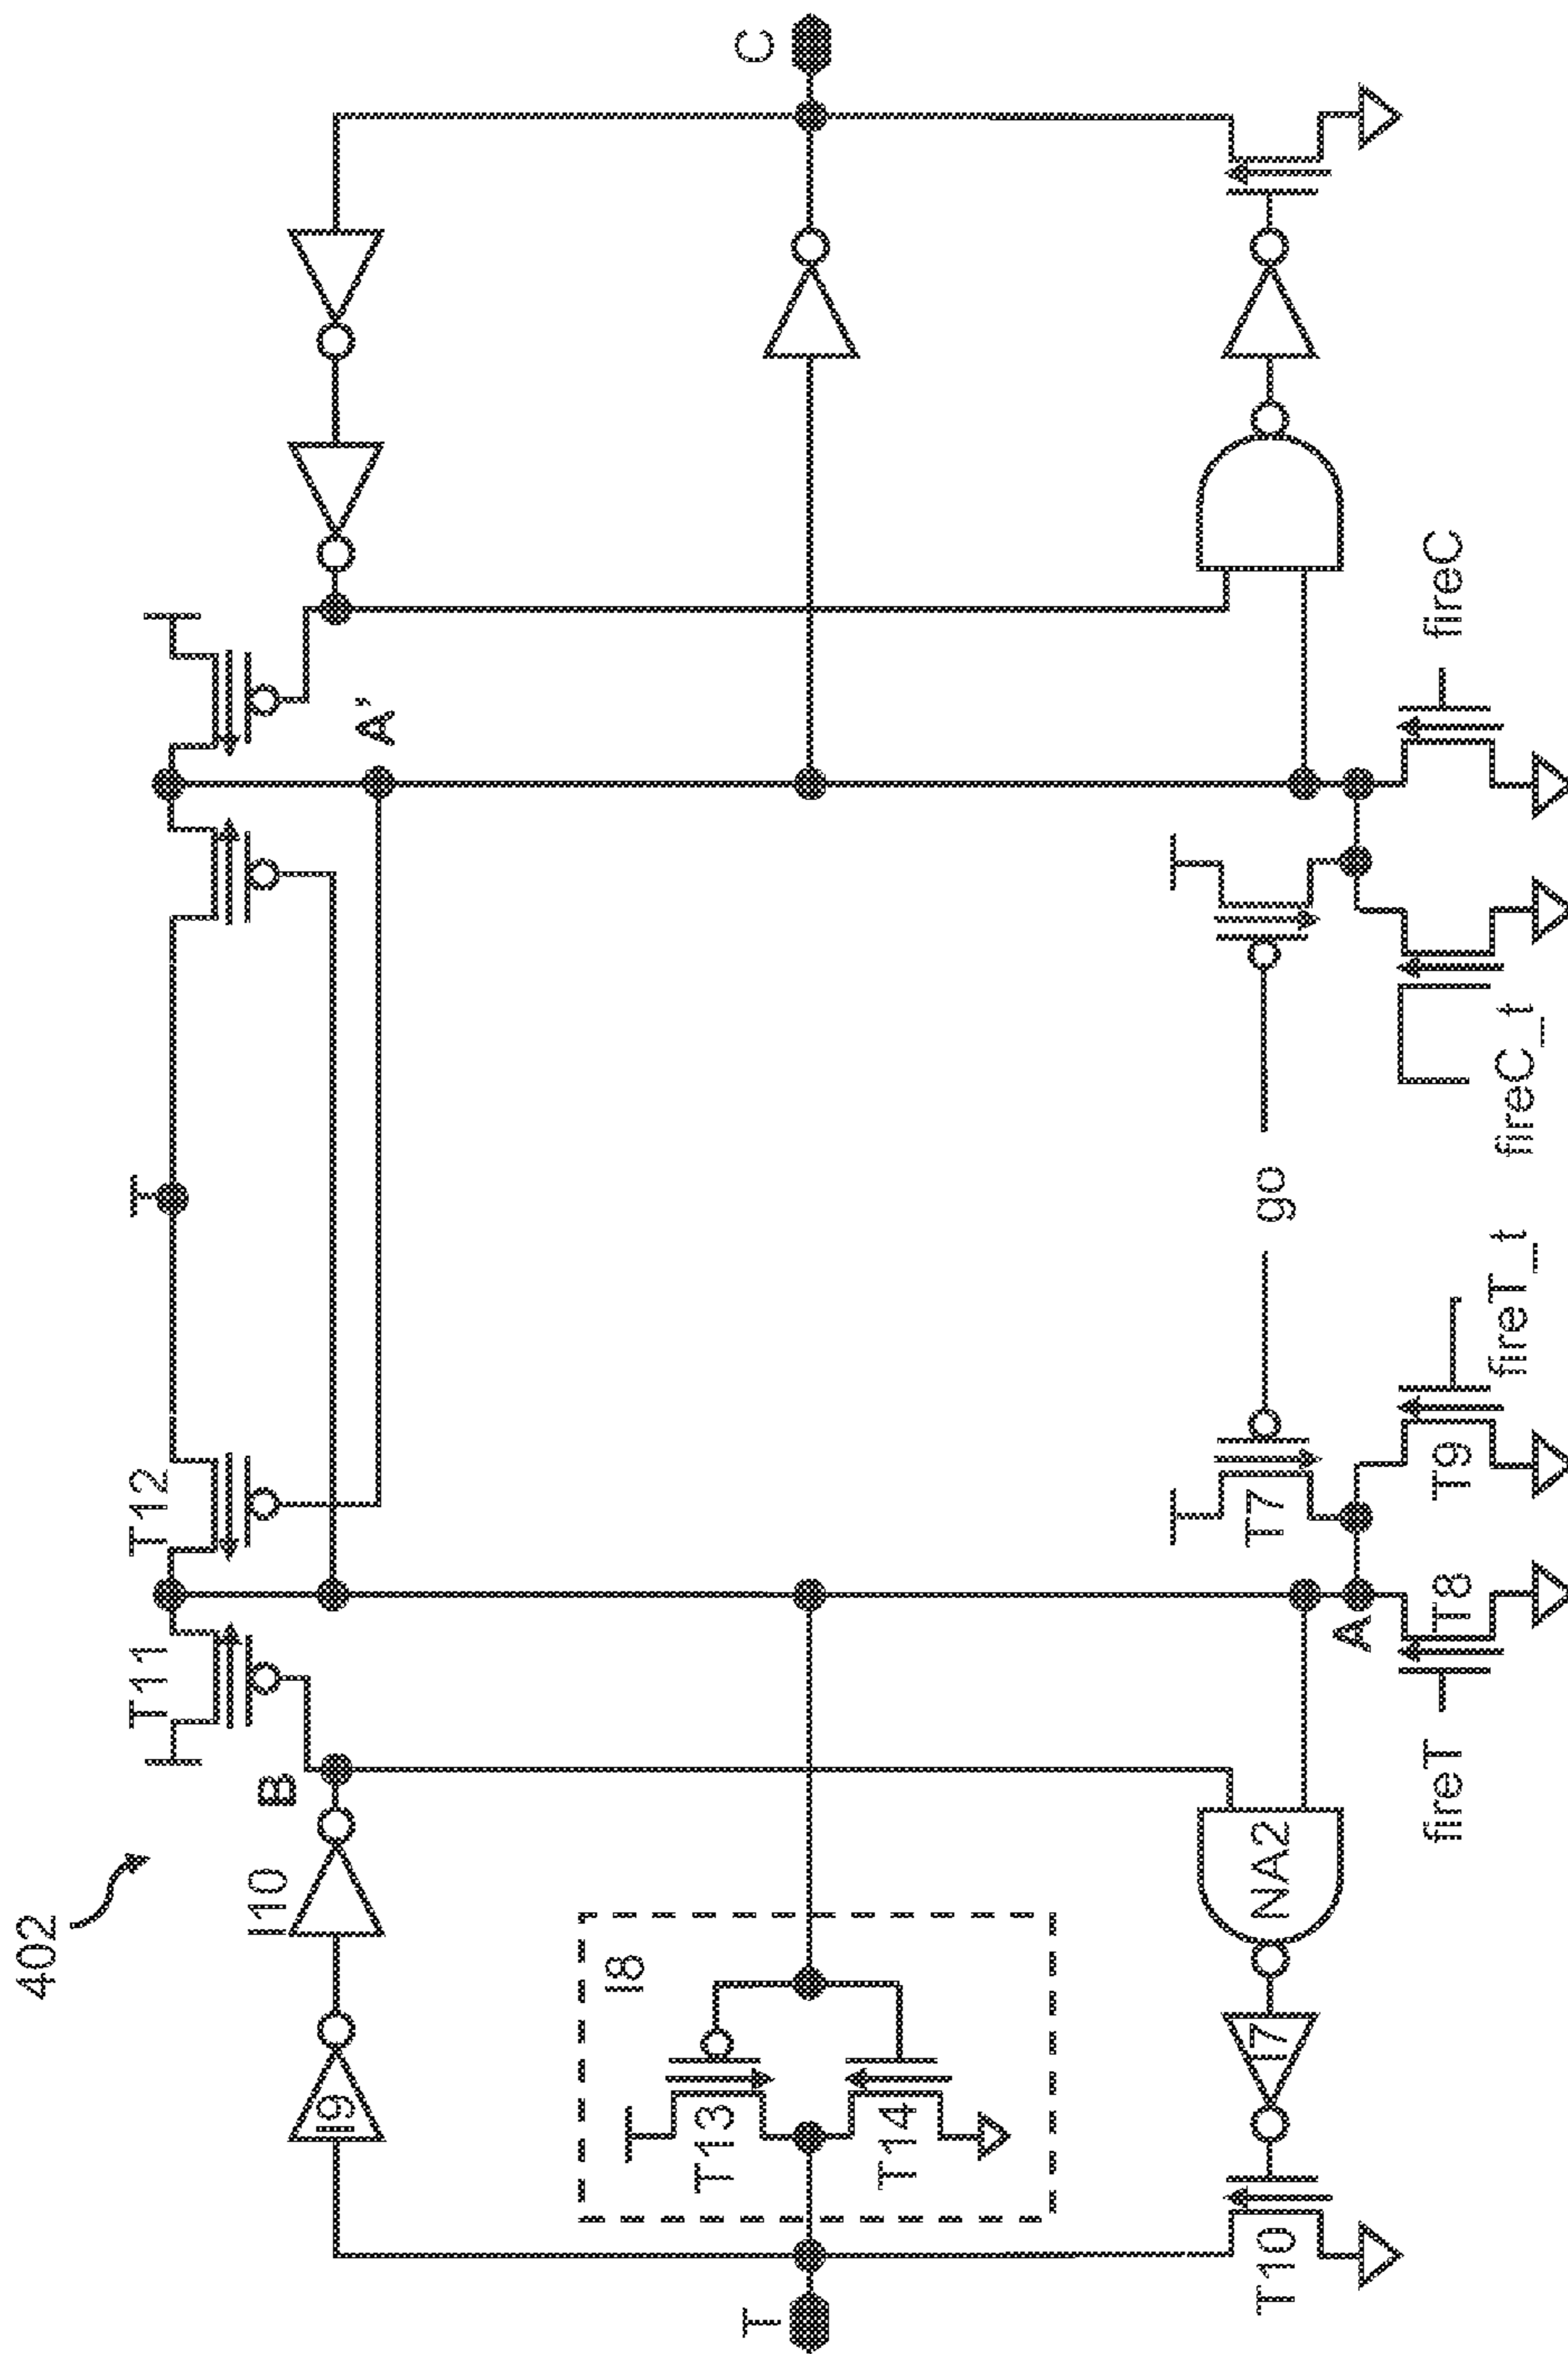 402
T
C
I9
I10
B
T11
T12
A'
I8
T13
T14
T10
I7
NA2
A
T7
go
T8
T9
fireT
fireT_t
fireC_t
fireC